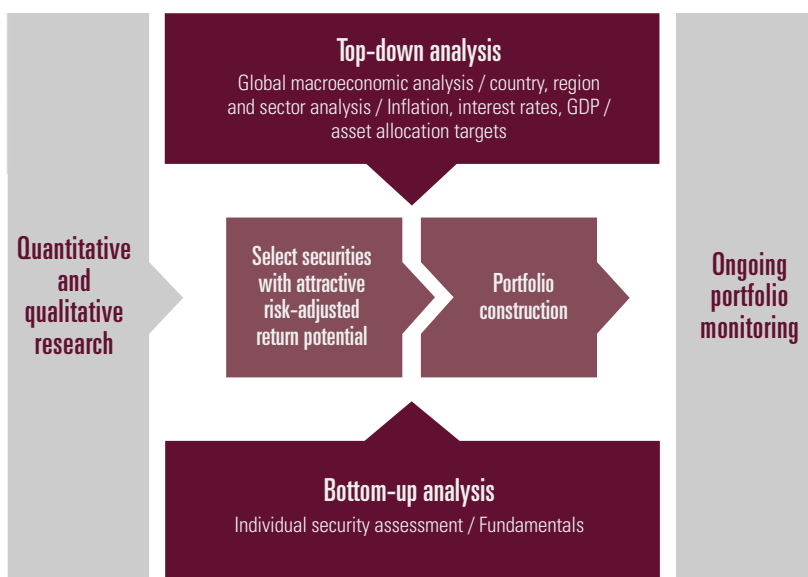 Top-down analysis
Global macroeconomic analysis / country, region
and sector analysis / Inflation, interest rates, GDP /
asset allocation targets
Quantitative
and
qualitative
research
Select securities
with attractive
risk-adjusted
return potential
Portfolio
construction
Ongoing
portfolio
monitoring
Bottom-up analysis
Individual security assessment / Fundamentals